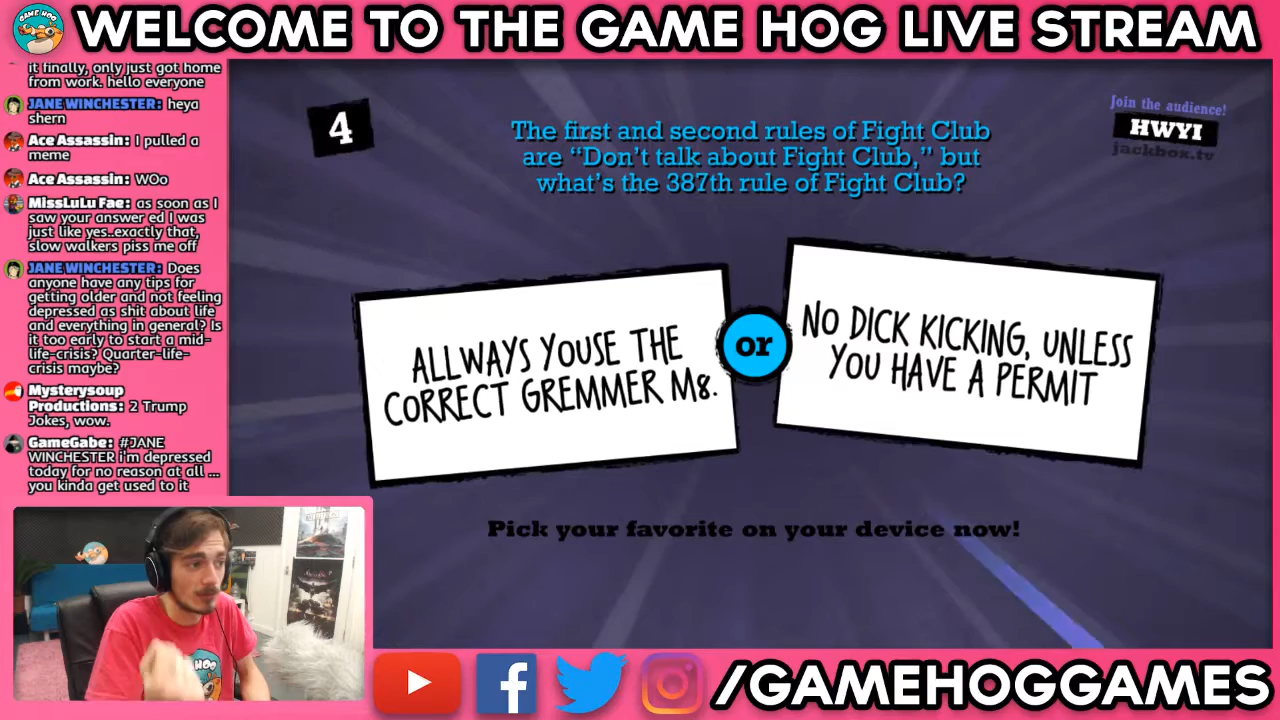 WELCOME TO THE GAME HOG LIVE STREAM
it finally, only just got home
from work. hello everyone
JANE WINCHESTER: heya
shern
Ace Assassin: I pulled a
meme
Ace Assassin: WOo
MissLuLu Fae: as soon as I
saw your answer ed I was
just like yes..exactly that,
slow walkers piss me off
JANE WINCHESTER: Does
anyone have any tips for
getting older and not feeling
depressed as shit about life
and everything in general? Is
it too early to start a mid-
life-crisis? Quarter-life-
crisis maybe?
Mysterysoup
Productions: 2 Trump
Jokes, wow.
GameGabe: #JANE
WINCHESTER i'm depressed
today for no reason at all ...
you kinda get used to it
4
The first and second rules of Fight Club
are “Don’t talk about Fight Club,” but
what’s the 387th rule of Fight Club?
Join the audience!
HWYI
jackbox.tv
ALLWAYS YOUSE THE
CORRECT GREMMER M8.
or
NO DICK KICKING, UNLESS
YOU HAVE A PERMIT
Pick your favorite on your device now!
/GAMEHOGGAMES